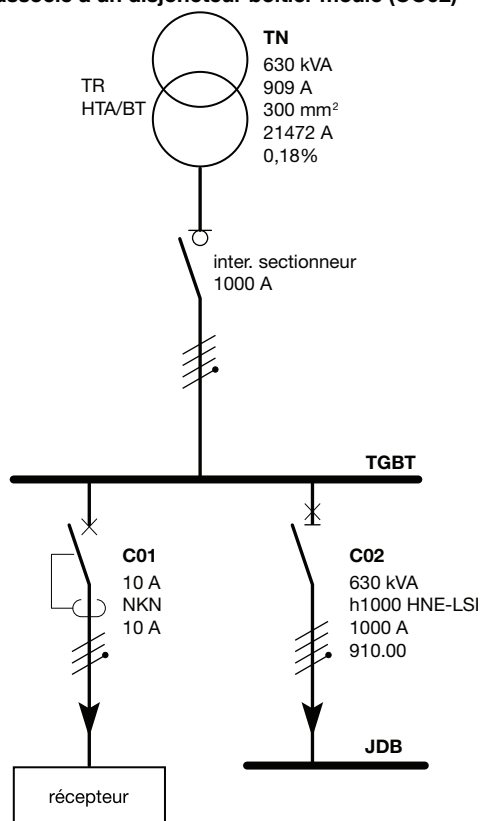 TN
630 kVA
909 A
300 mm²
21472 A
0,18%
TR
HTA/BT
inter. sectionneur
1000 A
TGBT
C01
10 A
NKN
10 A
C02
630 kVA
h1000 HNE-LSI
1000 A
910.00
JDB
récepteur